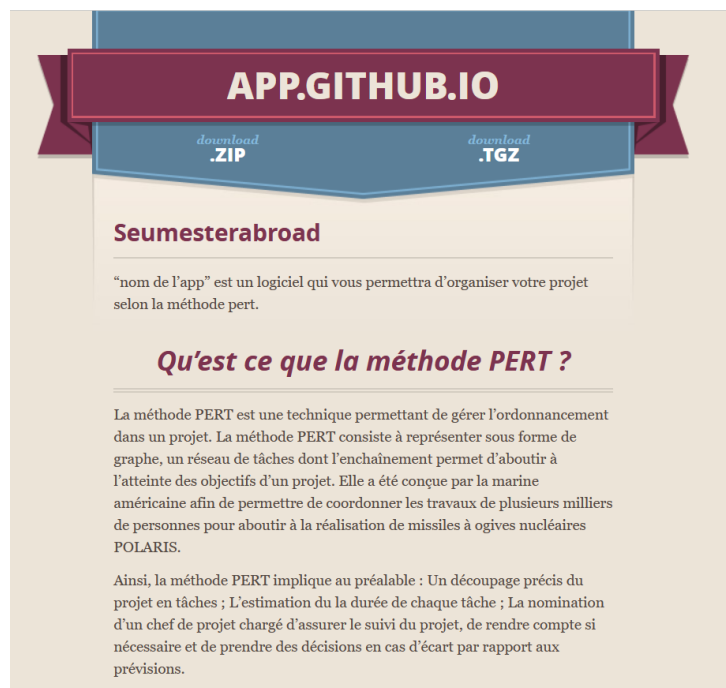 APP.GITHUB.IO
download
.ZIP
download
.TGZ
Seumesterabroad
“nom de l’app” est un logiciel qui vous permettra d’organiser votre projet
selon la méthode pert.
Qu’est ce que la méthode PERT ?
La méthode PERT est une technique permettant de gérer l’ordonnancement
dans un projet. La méthode PERT consiste à représenter sous forme de
graphe, un réseau de tâches dont l’enchaînement permet d’aboutir à
l’atteinte des objectifs d’un projet. Elle a été conçue par la marine
américaine afin de permettre de coordonner les travaux de plusieurs milliers
de personnes pour aboutir à la réalisation de missiles à ogives nucléaires
POLARIS.
Ainsi, la méthode PERT implique au préalable : Un découpage précis du
projet en tâches ; L’estimation du la durée de chaque tâche ; La nomination
d’un chef de projet chargé d’assurer le suivi du projet, de rendre compte si
nécessaire et de prendre des décisions en cas d’écart par rapport aux
prévisions.